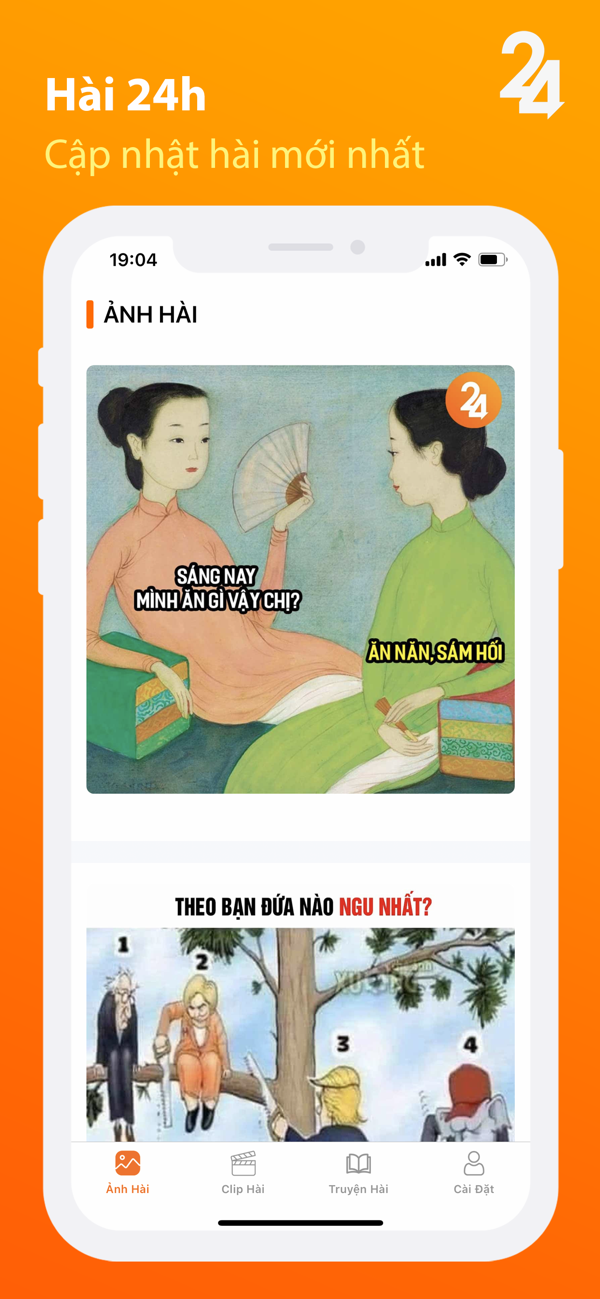 Hài 24h
24
Cập nhật hài mới nhất
19:04
ẢNH HÀI
24
SÁNG NAY
MÌNH ĂN GÌ VẬY CHỊ?
ĂN NĂN, SÁM HỐI
THEO BẠN ĐỨA NÀO NGU NHẤT?
1
2
3
4
Ảnh Hài
Clip Hài
Truyện Hài
Cài Đặt